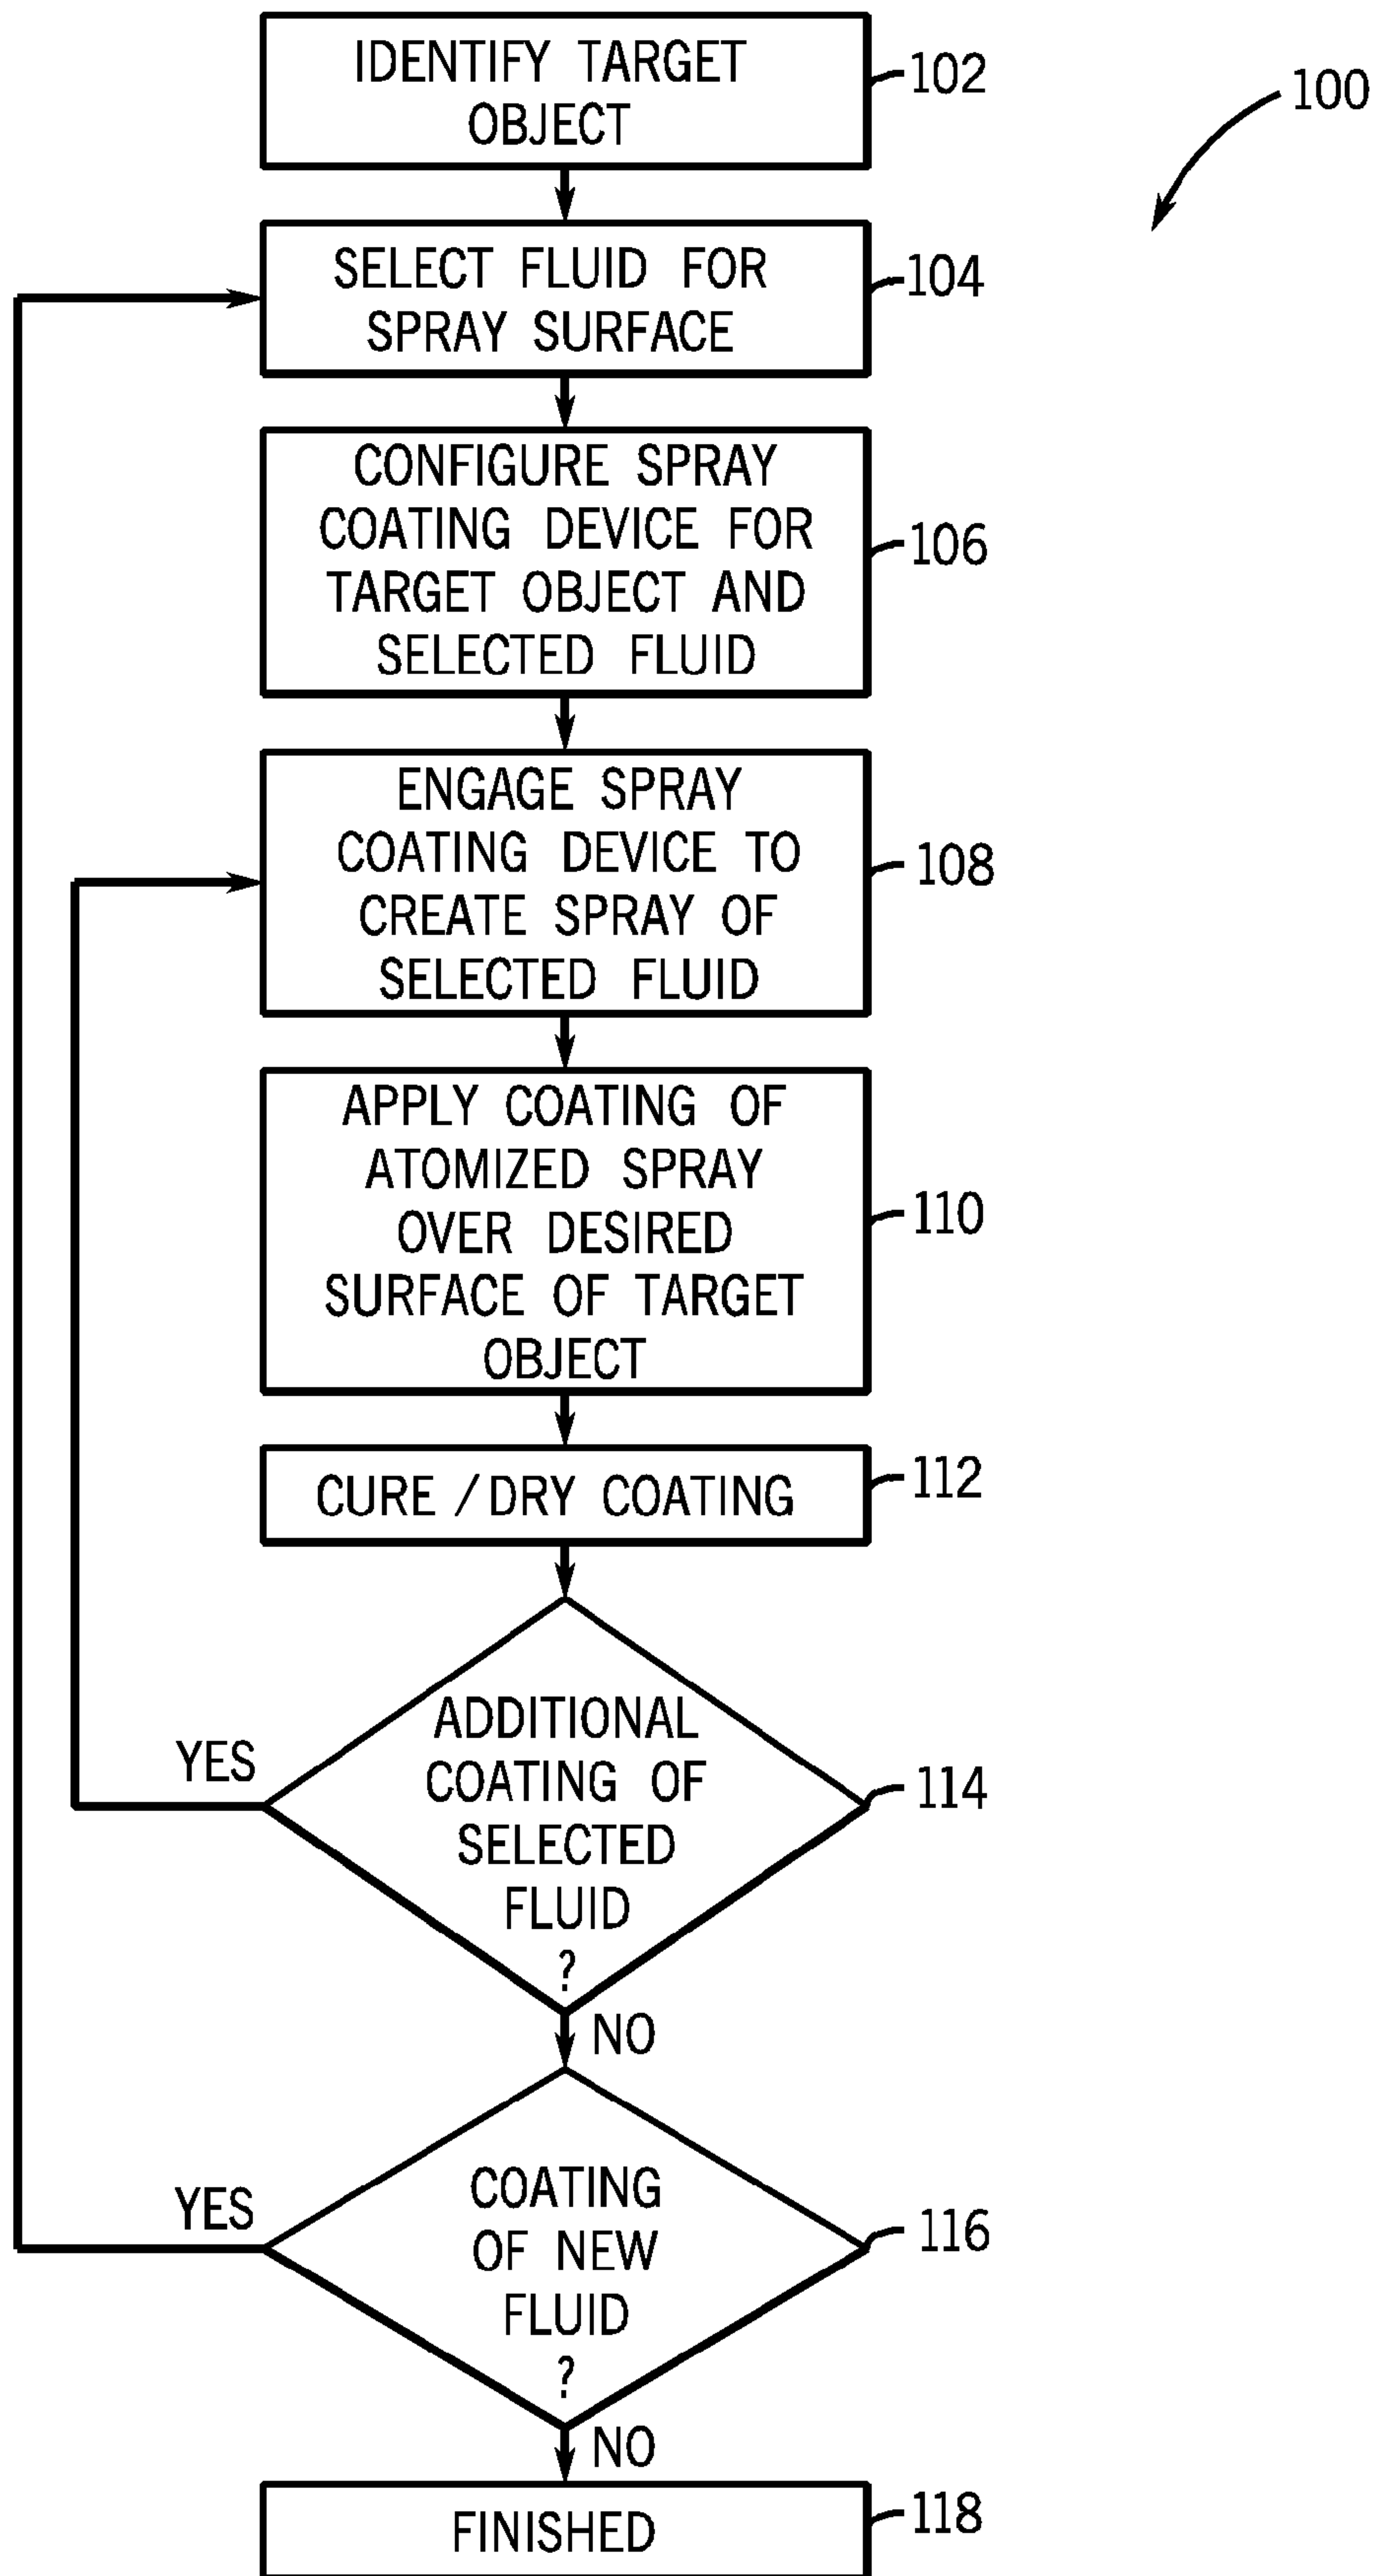 IDENTIFY TARGET
OBJECT
102
100
SELECT FLUID FOR
SPRAY SURFACE
104
CONFIGURE SPRAY
COATING DEVICE FOR
TARGET OBJECT AND
SELECTED FLUID
106
ENGAGE SPRAY
COATING DEVICE TO
CREATE SPRAY OF
SELECTED FLUID
108
APPLY COATING OF
ATOMIZED SPRAY
OVER DESIRED
SURFACE OF TARGET
OBJECT
110
CURE / DRY COATING
112
ADDITIONAL
COATING OF
SELECTED
FLUID
?
114
YES
NO
COATING
OF NEW
FLUID
?
116
YES
NO
FINISHED
118